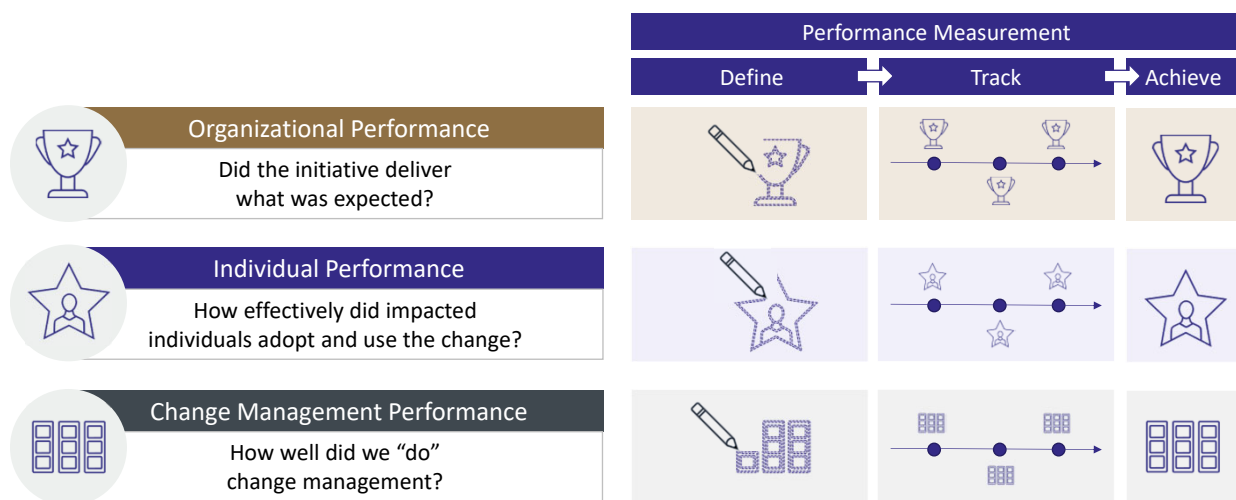 Performance Measurement
Define
Track
Achieve
Organizational Performance
Did the initiative deliver
what was expected?
Individual Performance
How effectively did impacted
individuals adopt and use the change?
Change Management Performance
How well did we “do”
change management?